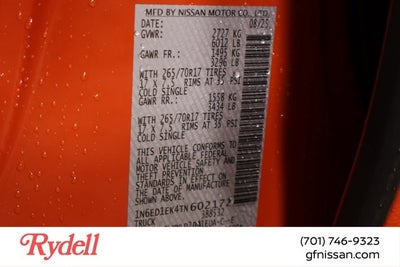 MFD BY NISSAN MOTOR CO., LTD.
DATE: 08/25
GVWR: 2727 KG
6012 LB
GAWR FR: 1495 KG
3296 LB
WITH 265/70R17 TIRES
17 X 7.5 RIMS AT 35 PSI
COLD SINGLE
GAWR RR: 1558 KG
3434 LB
WITH 265/70R17 TIRES
17 X 7.5 RIMS AT 35 PSI
COLD SINGLE
THIS VEHICLE CONFORMS
TO ALL APPLICABLE FEDERAL
MOTOR VEHICLE SAFETY
AND THEFT PREVENTION
STANDARDS IN EFFECT ON
THE DATE OF MANUFACTURE
SHOWN ABOVE.
1N6ED1EK4TN602172
TRUCK 388532
Rydell
(701) 746-9323
gfnissan.com